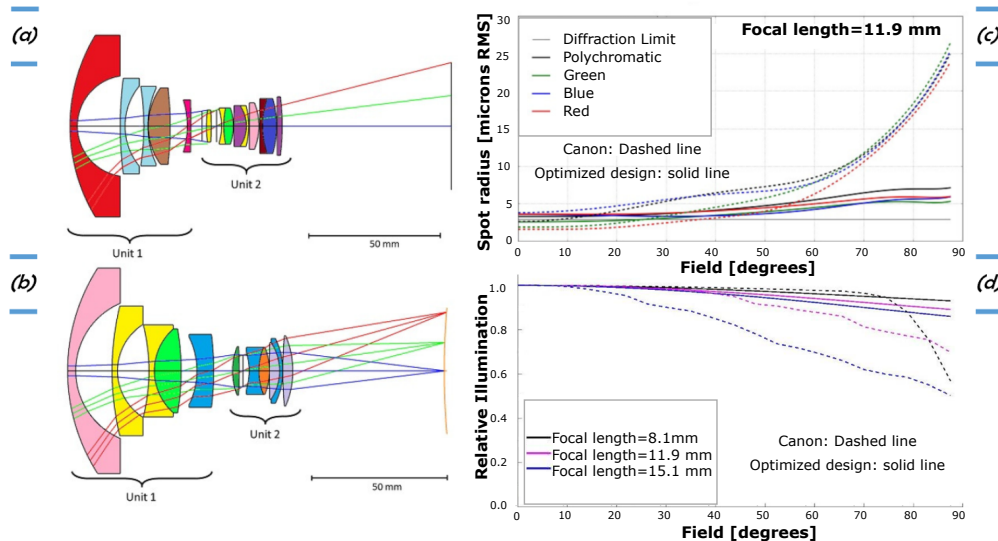 (a)
Unit 2
Unit 1
50 mm
(b)
Unit 2
Unit 1
50 mm
(c)
Focal length=11.9 mm
Diffraction Limit
Polychromatic
Green
Blue
Red
Canon: Dashed line
Optimized design: solid line
Spot radius [microns RMS]
30
25
20
15
10
5
0
0 10 20 30 40 50 60 70 80 90
Field [degrees]
(d)
Relative Illumination
1.0
0.8
0.6
0.4
0.2
0.0
Focal length=8.1mm
Focal length=11.9 mm
Focal length=15.1 mm
Canon: Dashed line
Optimized design: solid line
0 10 20 30 40 50 60 70 80 90
Field [degrees]